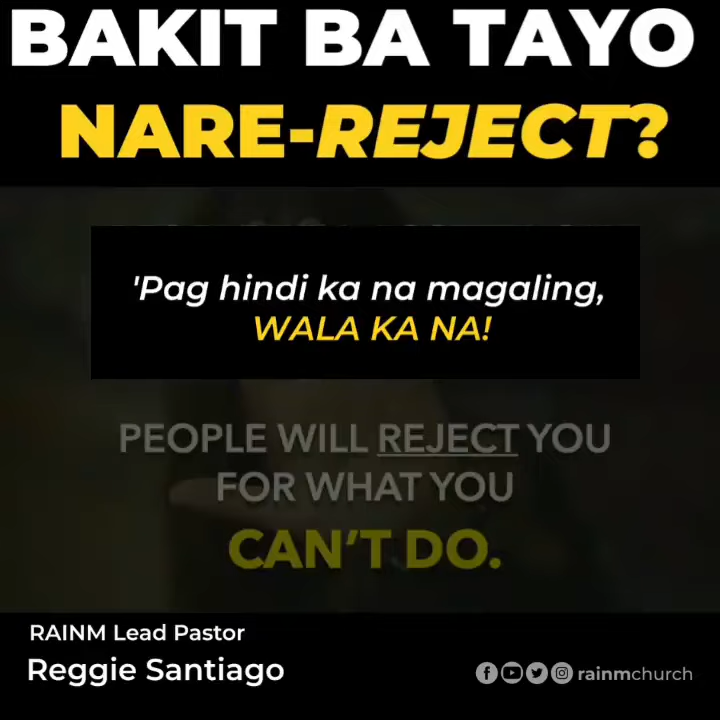 BAKIT BA TAYO
NARE-REJECT?
'Pag hindi ka na magaling,
WALA KA NA!
PEOPLE WILL REJECT YOU
FOR WHAT YOU
CAN'T DO.
RAINM Lead Pastor
Reggie Santiago
rainmchurch